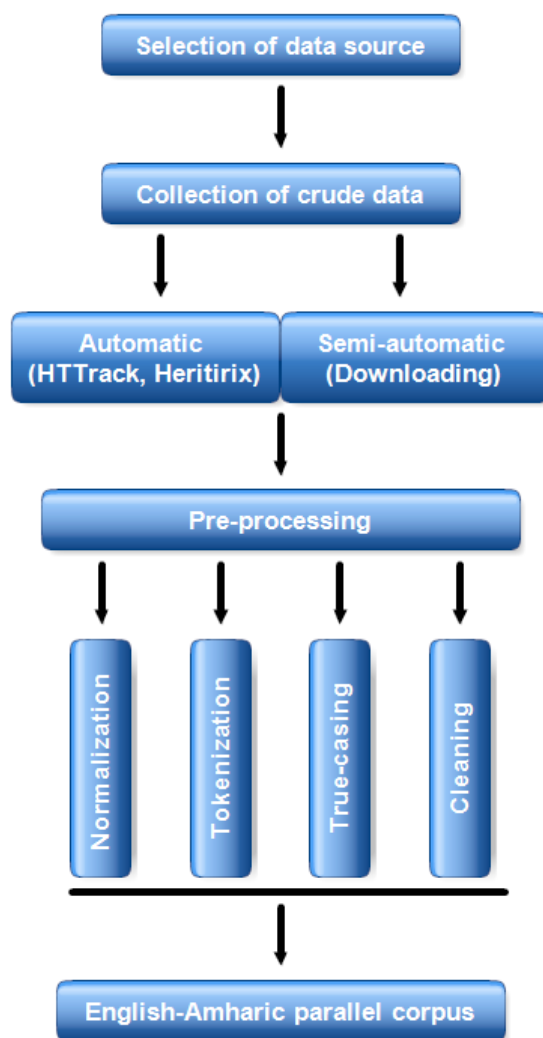 Selection of data source
Collection of crude data
Automatic
(HTTrack, Heritirix)
Semi-automatic
(Downloading)
Pre-processing
Normalization
Tokenization
True-casing
Cleaning
English-Amharic parallel corpus